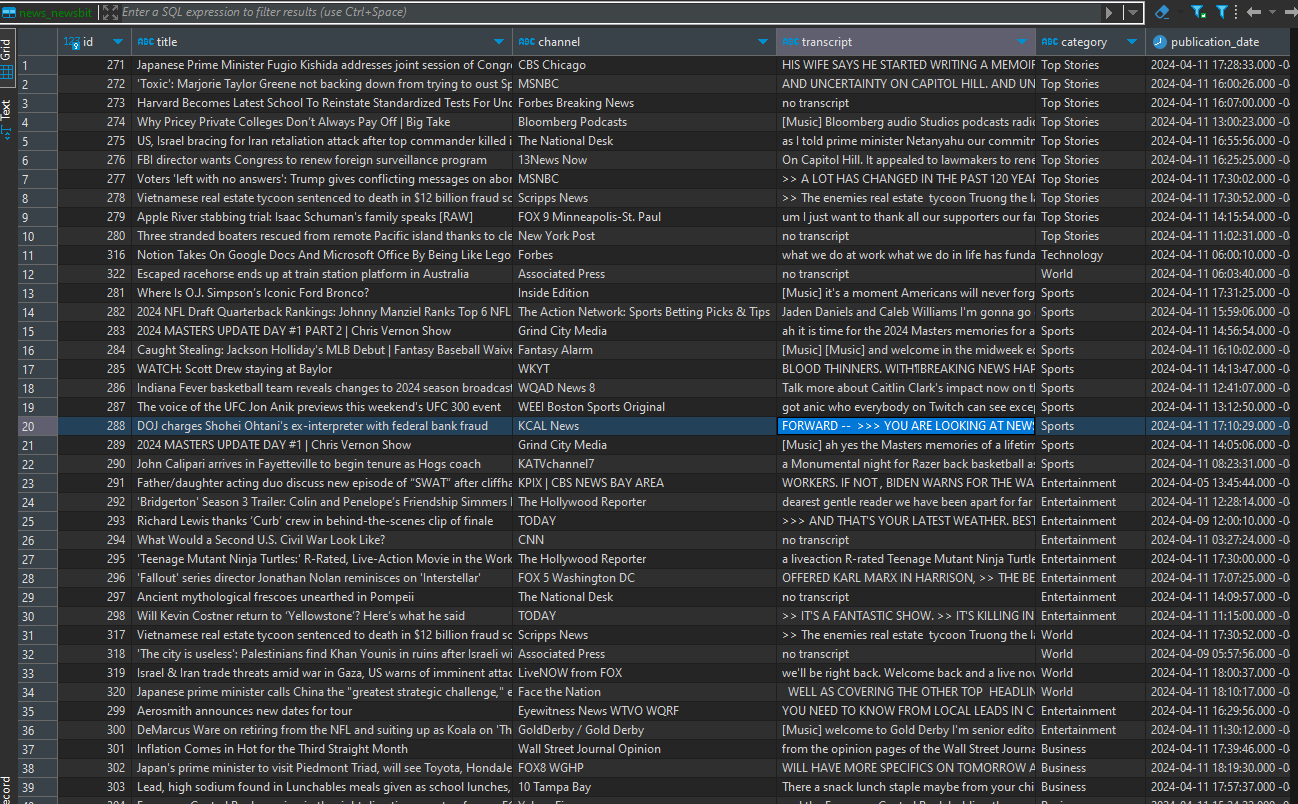 news_newsbit Enter a SQL expression to filter results (use Ctrl+Space)
Grid
Text
ecord
123 id ABC title ABC channel ABC transcript ABC category publication_date
1 271 Japanese Prime Minister Fugio Kishida addresses joint session of Congr CBS Chicago HIS WIFE SAYS HE STARTED WRITING A MEMOIR Top Stories 2024-04-11 17:28:33.000 -04
2 272 'Toxic': Marjorie Taylor Greene not backing down from trying to oust Sp MSNBC AND UNCERTAINTY ON CAPITOL HILL. AND UN Top Stories 2024-04-11 16:00:26.000 -04
3 273 Harvard Becomes Latest School To Reinstate Standardized Tests For Und Forbes Breaking News no transcript Top Stories 2024-04-11 16:07:00.000 -04
4 274 Why Pricey Private Colleges Don't Always Pay Off | Big Take Bloomberg Podcasts [Music] Bloomberg audio Studios podcasts radio Top Stories 2024-04-11 13:00:23.000 -04
5 275 US, Israel bracing for Iran retaliation attack after top commander killed i The National Desk as I told prime minister Netanyahu our commitm Top Stories 2024-04-11 16:55:56.000 -04
6 276 FBI director wants Congress to renew foreign surveillance program 13News Now On Capitol Hill. It appealed to lawmakers to rene Top Stories 2024-04-11 16:25:25.000 -04
7 277 Voters 'left with no answers': Trump gives conflicting messages on abor MSNBC >> A LOT HAS CHANGED IN THE PAST 120 YEAR Top Stories 2024-04-11 17:30:02.000 -04
8 278 Vietnamese real estate tycoon sentenced to death in $12 billion fraud sc Scripps News >> The enemies real estate tycoon Truong the la Top Stories 2024-04-11 17:30:52.000 -04
9 279 Apple River stabbing trial: Isaac Schuman's family speaks [RAW] FOX 9 Minneapolis-St. Paul um I just want to thank all our supporters our fan Top Stories 2024-04-11 14:15:54.000 -04
10 280 Three stranded boaters rescued from remote Pacific island thanks to cle New York Post no transcript Top Stories 2024-04-11 11:02:31.000 -04
11 316 Notion Takes On Google Docs And Microsoft Office By Being Like Lego Forbes what we do at work what we do in life has funda Technology 2024-04-11 06:00:10.000 -04
12 322 Escaped racehorse ends up at train station platform in Australia Associated Press no transcript World 2024-04-11 06:03:40.000 -04
13 281 Where Is O.J. Simpson's Iconic Ford Bronco? Inside Edition [Music] it's a moment Americans will never forg Sports 2024-04-11 17:31:25.000 -04
14 282 2024 NFL Draft Quarterback Rankings: Johnny Manziel Ranks Top 6 NFL The Action Network: Sports Betting Picks & Tips Jaden Daniels and Caleb Williams I'm gonna go Sports 2024-04-11 15:59:06.000 -04
15 283 2024 MASTERS UPDATE DAY #1 PART 2 | Chris Vernon Show Grind City Media ah it is time for the 2024 Masters memories for a Sports 2024-04-11 14:56:54.000 -04
16 284 Caught Stealing: Jackson Holliday's MLB Debut | Fantasy Baseball Waive Fantasy Alarm [Music] [Music] and welcome in the midweek ed Sports 2024-04-11 16:10:02.000 -04
17 285 WATCH: Scott Drew staying at Baylor WKYT BLOOD THINNERS. WITH¶BREAKING NEWS HAP Sports 2024-04-11 14:13:47.000 -04
18 286 Indiana Fever basketball team reveals changes to 2024 season broadcast WQAD News 8 Talk more about Caitlin Clark's impact now on th Sports 2024-04-11 12:41:07.000 -04
19 287 The voice of the UFC Jon Anik previews this weekend's UFC 300 event WEEI Boston Sports Original got anic who everybody on Twitch can see excep Sports 2024-04-11 13:12:50.000 -04
20 288 DOJ charges Shohei Ohtani's ex-interpreter with federal bank fraud KCAL News FORWARD -- >>> YOU ARE LOOKING AT NEWS Sports 2024-04-11 17:10:29.000 -04
21 289 2024 MASTERS UPDATE DAY #1 | Chris Vernon Show Grind City Media [Music] ah yes the Masters memories of a lifetim Sports 2024-04-11 14:05:06.000 -04
22 290 John Calipari arrives in Fayetteville to begin tenure as Hogs coach KATVchannel7 a Monumental night for Razer back basketball as Sports 2024-04-11 08:23:31.000 -04
23 291 Father/daughter acting duo discuss new episode of “SWAT” after cliffha KPIX | CBS NEWS BAY AREA WORKERS. IF NOT , BIDEN WARNS FOR THE WA Entertainment 2024-04-05 13:45:44.000 -04
24 292 'Bridgerton' Season 3 Trailer: Colin and Penelope's Friendship Simmers I The Hollywood Reporter dearest gentle reader we have been apart for far Entertainment 2024-04-11 12:28:14.000 -04
25 293 Richard Lewis thanks 'Curb' crew in behind-the-scenes clip of finale TODAY >>> AND THAT'S YOUR LATEST WEATHER. BEST Entertainment 2024-04-09 12:00:10.000 -04
26 294 What Would a Second U.S. Civil War Look Like? CNN no transcript Entertainment 2024-04-11 03:27:24.000 -04
27 295 'Teenage Mutant Ninja Turtles:' R-Rated, Live-Action Movie in the Work The Hollywood Reporter a liveaction R-rated Teenage Mutant Ninja Turtle Entertainment 2024-04-11 17:30:00.000 -04
28 296 'Fallout' series director Jonathan Nolan reminisces on 'Interstellar' FOX 5 Washington DC OFFERED KARL MARX IN HARRISON, >> THE BE Entertainment 2024-04-11 17:07:25.000 -04
29 297 Ancient mythological frescoes unearthed in Pompeii The National Desk no transcript Entertainment 2024-04-11 14:09:57.000 -04
30 298 Will Kevin Costner return to ‘Yellowstone’? Here's what he said TODAY >> IT'S A FANTASTIC SHOW. >> IT'S KILLING IN Entertainment 2024-04-11 11:15:00.000 -04
31 317 Vietnamese real estate tycoon sentenced to death in $12 billion fraud sc Scripps News >> The enemies real estate tycoon Truong the la World 2024-04-11 17:30:52.000 -04
32 318 'The city is useless': Palestinians find Khan Younis in ruins after Israeli wi Associated Press no transcript World 2024-04-09 05:57:56.000 -04
33 319 Israel & Iran trade threats amid war in Gaza, US warns of imminent attac LiveNOW from FOX we'll be right back. Welcome back and a live now World 2024-04-11 18:00:37.000 -04
34 320 Japanese prime minister calls China the "greatest strategic challenge," e Face the Nation WELL AS COVERING THE OTHER TOP HEADLIN World 2024-04-11 18:10:17.000 -04
35 299 Aerosmith announces new dates for tour Eyewitness News WTVO WQRF YOU NEED TO KNOW FROM LOCAL LEADS IN C Entertainment 2024-04-11 16:29:56.000 -04
36 300 DeMarcus Ware on retiring from the NFL and suiting up as Koala on 'Th GoldDerby / Gold Derby [Music] welcome to Gold Derby I'm senior edito Entertainment 2024-04-11 11:30:12.000 -04
37 301 Inflation Comes in Hot for the Third Straight Month Wall Street Journal Opinion from the opinion pages of the Wall Street Journa Business 2024-04-11 17:39:46.000 -04
38 302 Japan's prime minister to visit Piedmont Triad, will see Toyota, HondaJe FOX8 WGHP WILL HAVE MORE SPECIFICS ON TOMORROW A Business 2024-04-11 18:19:30.000 -04
39 303 Lead, high sodium found in Lunchables meals given as school lunches, 10 Tampa Bay There a snack lunch staple maybe from your chi Business 2024-04-11 17:57:37.000 -04